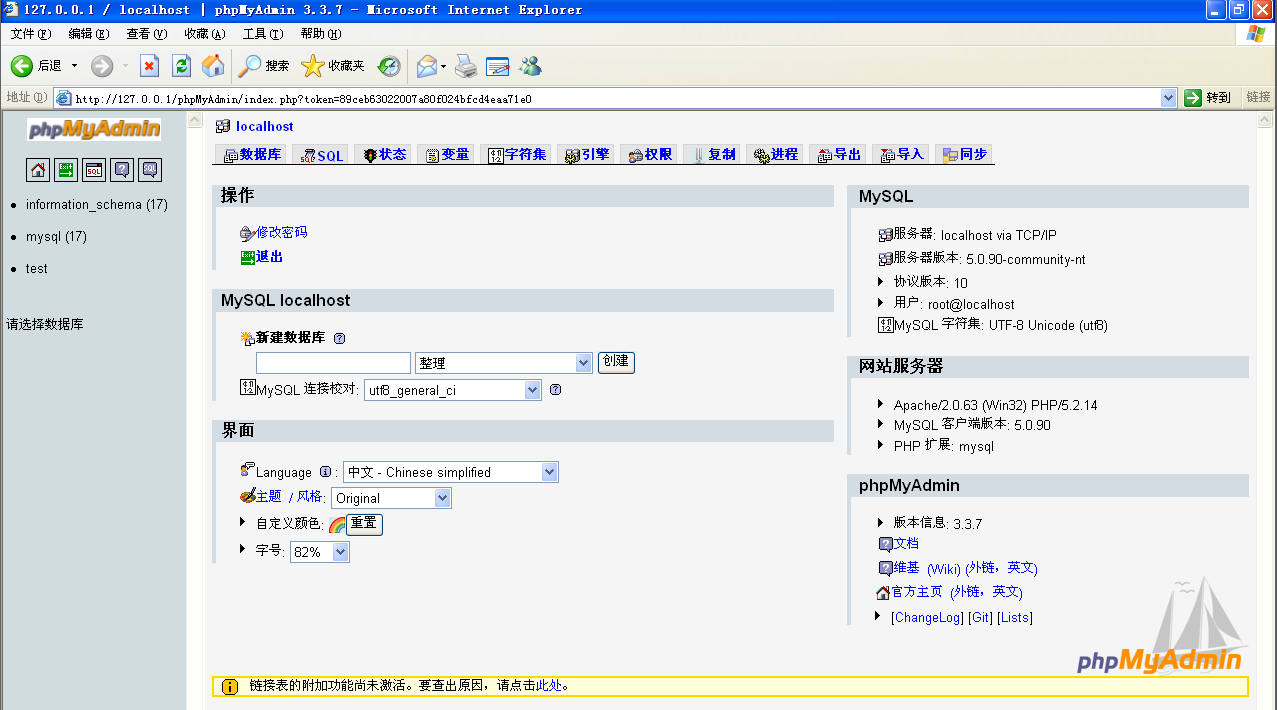 127.0.0.1 / localhost | phpMyAdmin 3.3.7 - Microsoft Internet Explorer
文件(F) 编辑(E) 查看(V) 收藏(A) 工具(T) 帮助(H)
后退 搜索 收藏夹
地址(D) http://127.0.0.1/phpMyAdmin/index.php?token=89ceb63022007a80f024bfcd4eaa71e0 转到 链接
phpMyAdmin
SQL
information_schema (17)
mysql (17)
test
请选择数据库
localhost
数据库 SQL 状态 变量 字符集 引擎 权限 复制 进程 导出 导入 同步
操作
修改密码
退出
MySQL localhost
新建数据库
整理 创建
MySQL 连接校对: utf8_general_ci
界面
Language : 中文 - Chinese simplified
主题 / 风格: Original
自定义颜色: 重置
字号: 82%
MySQL
服务器: localhost via TCP/IP
服务器版本: 5.0.90-community-nt
协议版本: 10
用户: root@localhost
MySQL 字符集: UTF-8 Unicode (utf8)
网站服务器
Apache/2.0.63 (Win32) PHP/5.2.14
MySQL 客户端版本: 5.0.90
PHP 扩展: mysql
phpMyAdmin
版本信息: 3.3.7
文档
维基 (Wiki) (外链，英文)
官方主页 (外链，英文)
[ChangeLog] [Git] [Lists]
phpMyAdmin
链接表的附加功能尚未激活。要查出原因，请点击此处。